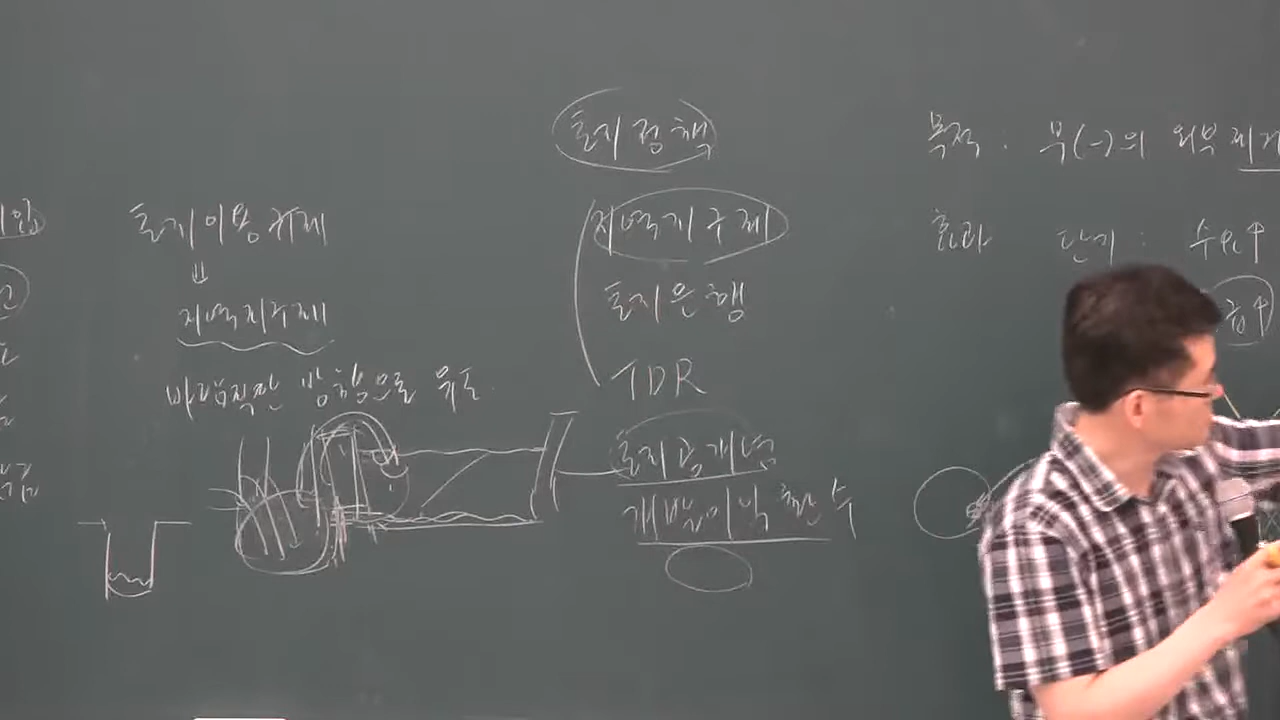 토지정책
토지이용규제
⇓
지역지구제
바람직한 방향으로 유도
지역지구제
토지은행
TDR
토지공개념
개발이익 환수
목적 : 부(-)의 외부 제거
효과 단기 : 수요↑